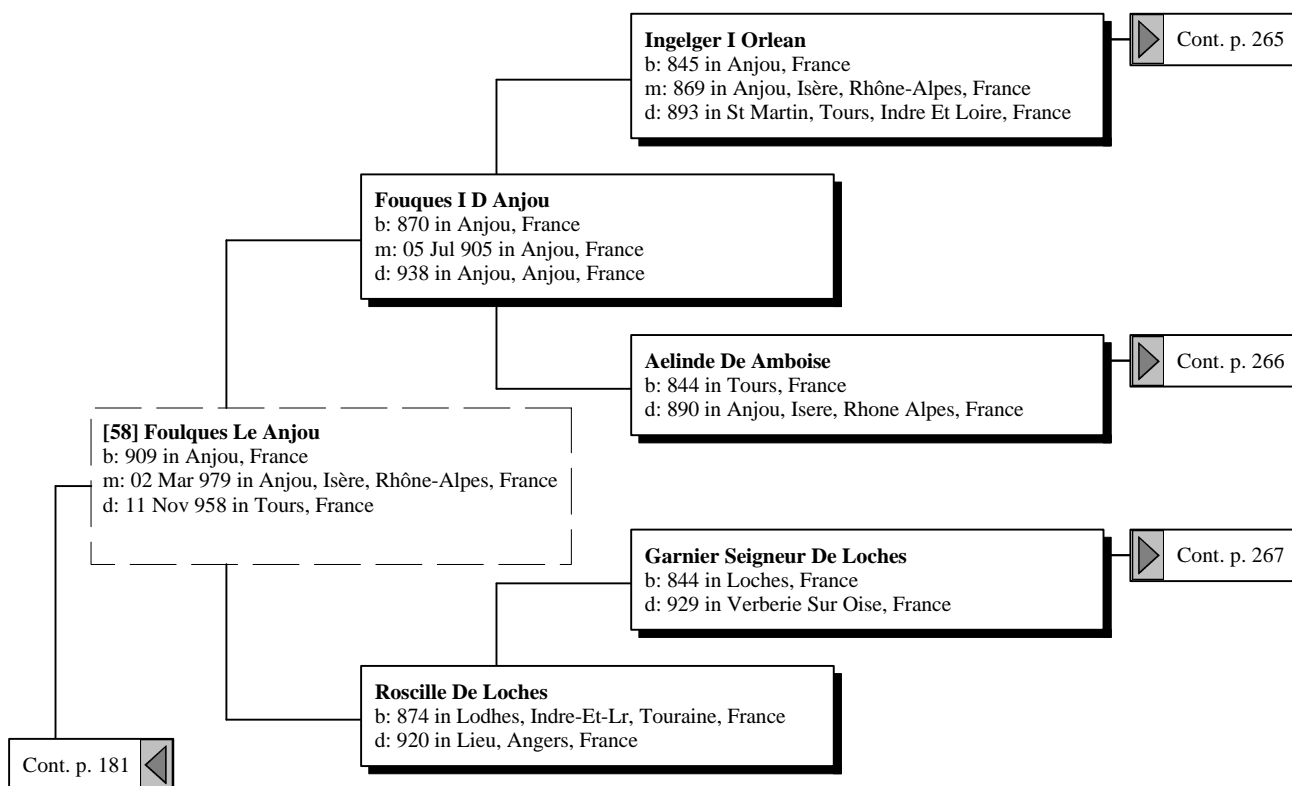 Ingelger I Orlean
b: 845 in Anjou, France
m: 869 in Anjou, Isère, Rhône-Alpes, France
d: 893 in St Martin, Tours, Indre Et Loire, France
Cont. p. 265
Fouques I D Anjou
b: 870 in Anjou, France
m: 05 Jul 905 in Anjou, France
d: 938 in Anjou, Anjou, France
Aelinde De Amboise
b: 844 in Tours, France
d: 890 in Anjou, Isere, Rhone Alpes, France
Cont. p. 266
[58] Foulques Le Anjou
b: 909 in Anjou, France
m: 02 Mar 979 in Anjou, Isère, Rhône-Alpes, France
d: 11 Nov 958 in Tours, France
Garnier Seigneur De Loches
b: 844 in Loches, France
d: 929 in Verberie Sur Oise, France
Cont. p. 267
Roscille De Loches
b: 874 in Lodhes, Indre-Et-Lr, Touraine, France
d: 920 in Lieu, Angers, France
Cont. p. 181